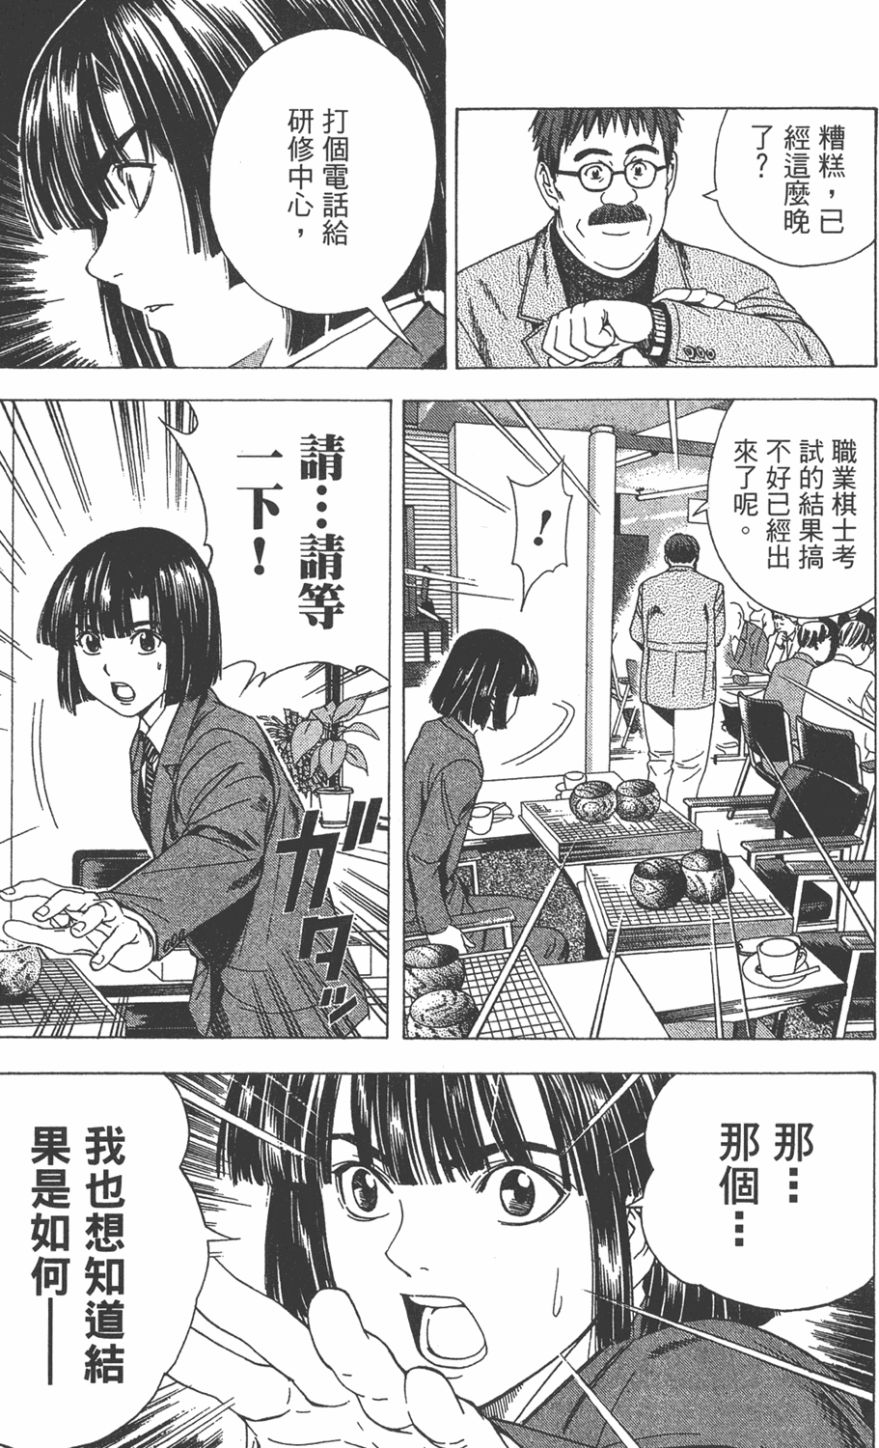 糟糕，已
經這麼晚
了？
打個電話給
研修中心，
職業棋士考
試的結果搞
不好已經出
來了呢。
！
請…請等
一下！
ガタッ
那…
那個…
我也想知道結
果是如何——